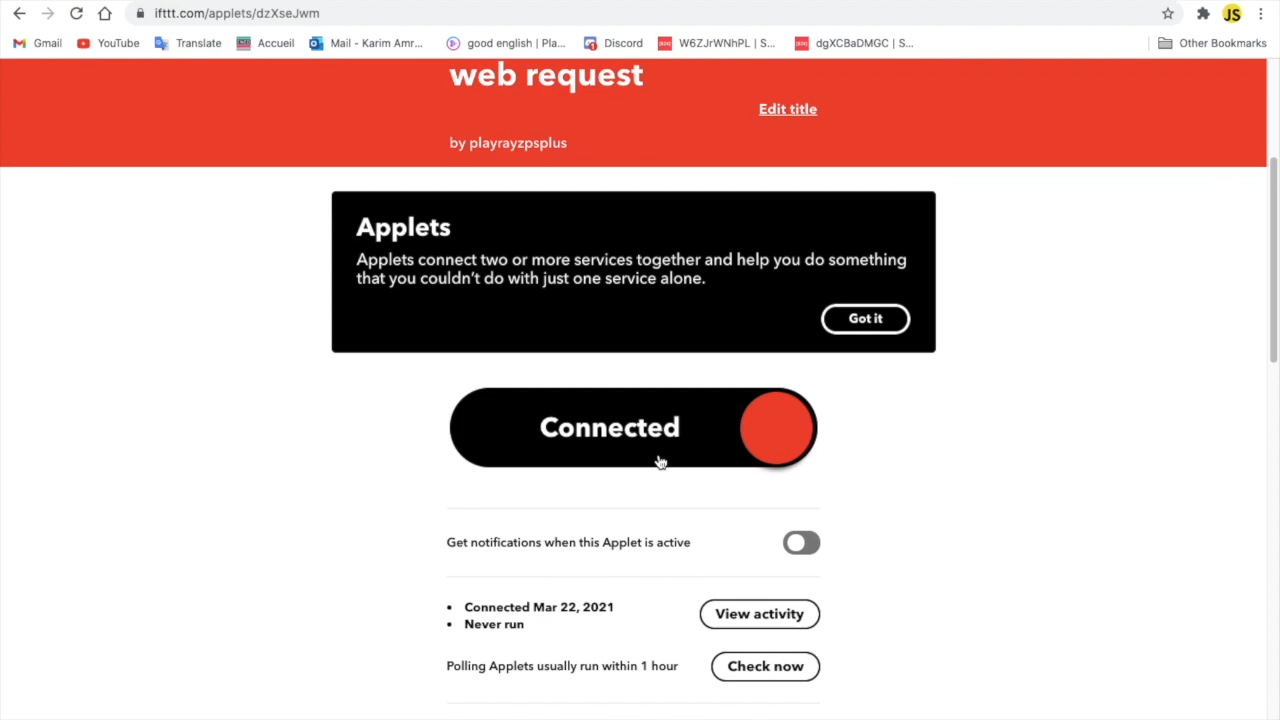 ifttt.com/applets/dzXseJwm
JS
Gmail YouTube Translate Accueil Mail - Karim Amr... good english | Pla... Discord W6ZJrWNhPL | S... dgXCBaDMGC | S... Other Bookmarks
web request
Edit title
by playrayzpsplus
Applets
Applets connect two or more services together and help you do something
that you couldn't do with just one service alone.
Got it
Connected
Get notifications when this Applet is active
• Connected Mar 22, 2021
• Never run
View activity
Polling Applets usually run within 1 hour
Check now